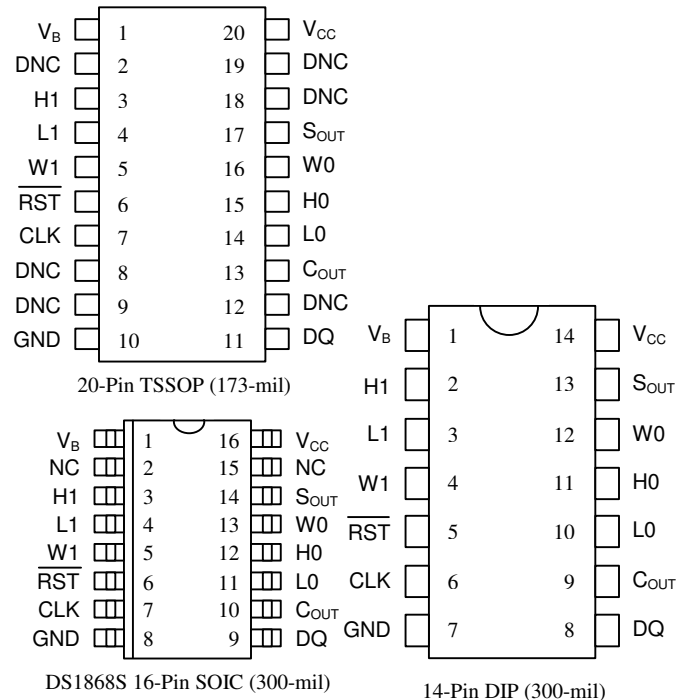 V_B 1 20 V_CC
DNC 2 19 DNC
H1 3 18 DNC
L1 4 17 S_OUT
W1 5 16 W0
R̅S̅T̅ 6 15 H0
CLK 7 14 L0
DNC 8 13 C_OUT
DNC 9 12 DNC
GND 10 11 DQ
20-Pin TSSOP (173-mil)
V_B 1 16 V_CC
NC 2 15 NC
H1 3 14 S_OUT
L1 4 13 W0
W1 5 12 H0
R̅S̅T̅ 6 11 L0
CLK 7 10 C_OUT
GND 8 9 DQ
DS1868S 16-Pin SOIC (300-mil)
V_B 1 14 V_CC
H1 2 13 S_OUT
L1 3 12 W0
W1 4 11 H0
R̅S̅T̅ 5 10 L0
CLK 6 9 C_OUT
GND 7 8 DQ
14-Pin DIP (300-mil)